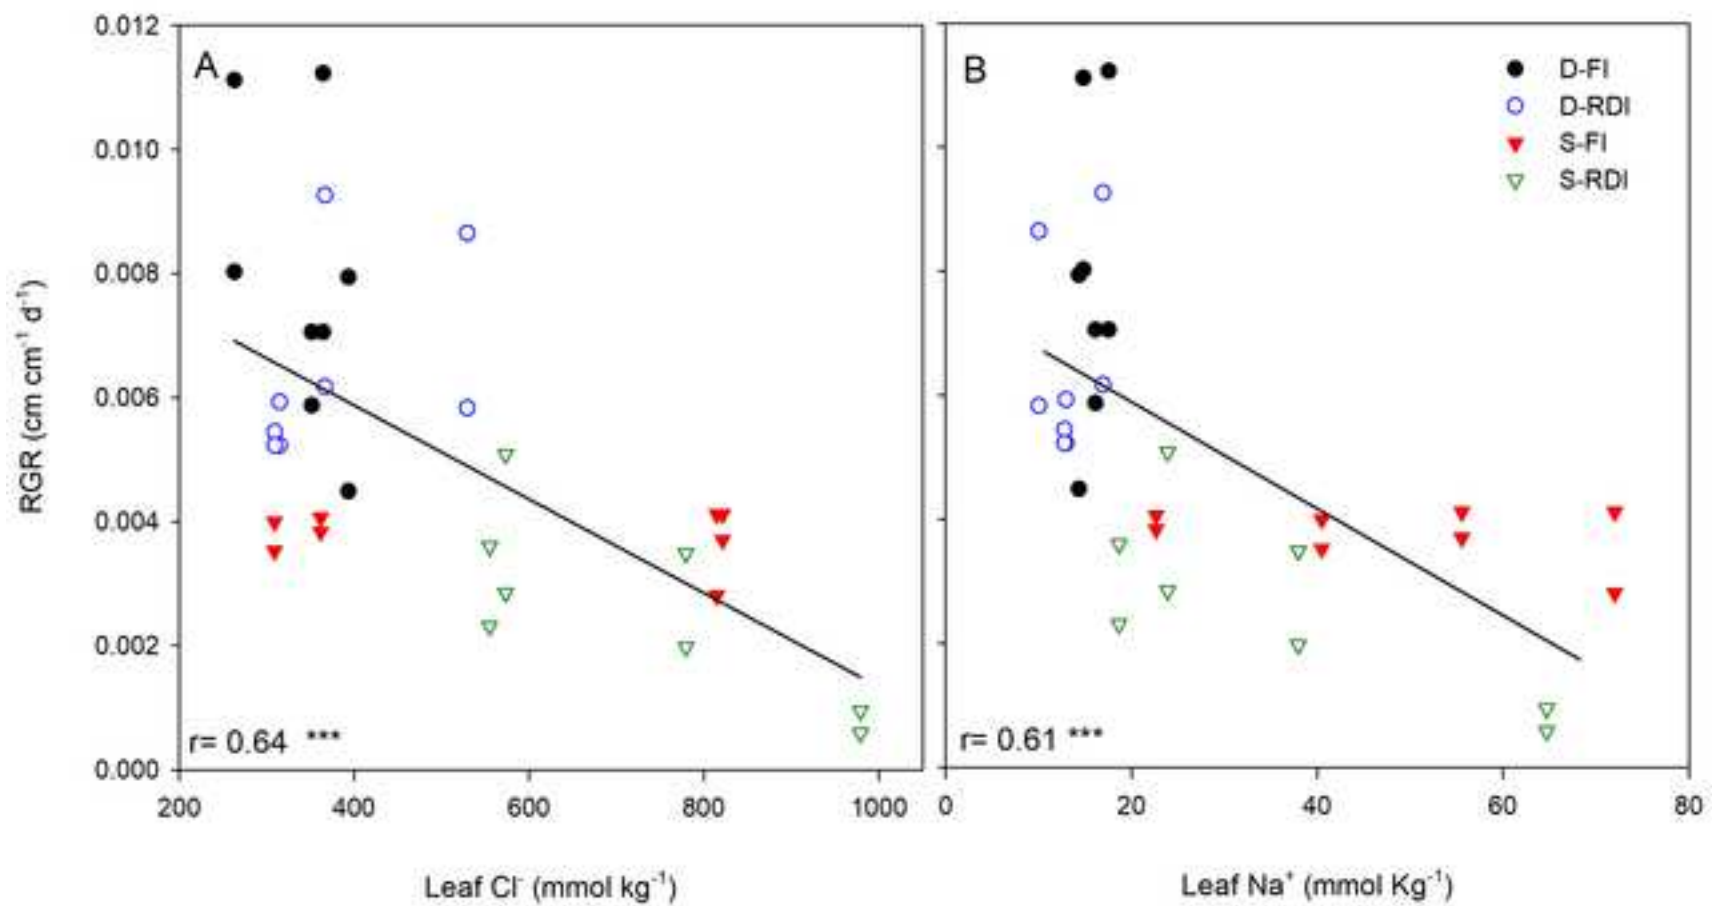 0.012
0.010
0.008
0.006
0.004
0.002
0.000
RGR (cm cm⁻¹ d⁻¹)
A
r= 0.64 ***
200 400 600 800 1000
Leaf Cl⁻ (mmol kg⁻¹)
B
D-FI
D-RDI
S-FI
S-RDI
r= 0.61 ***
0 20 40 60 80
Leaf Na⁺ (mmol Kg⁻¹)